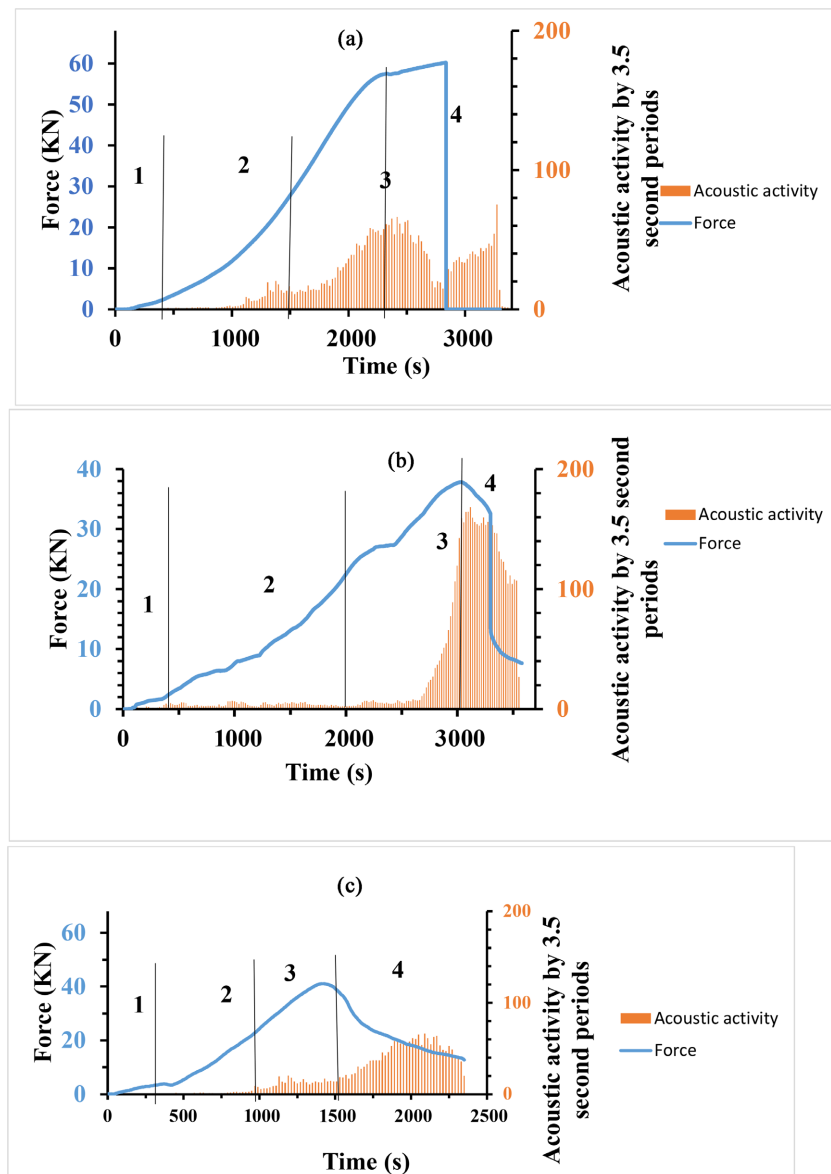 (a)
Force (KN)
60
50
40
30
20
10
0
0 1000 2000 3000
Time (s)
200
100
0
Acoustic activity by 3.5
second periods
1
2
3
4
Acoustic activity
Force
(b)
Force (KN)
40
30
20
10
0
0 1000 2000 3000
Time (s)
200
100
0
Acoustic activity by 3.5 second
periods
1
2
3
4
Acoustic activity
Force
(c)
Force (KN)
60
40
20
0
0 500 1000 1500 2000 2500
Time (s)
200
100
0
Acoustic activity by 3.5
second periods
1
2
3
4
Acoustic activity
Force